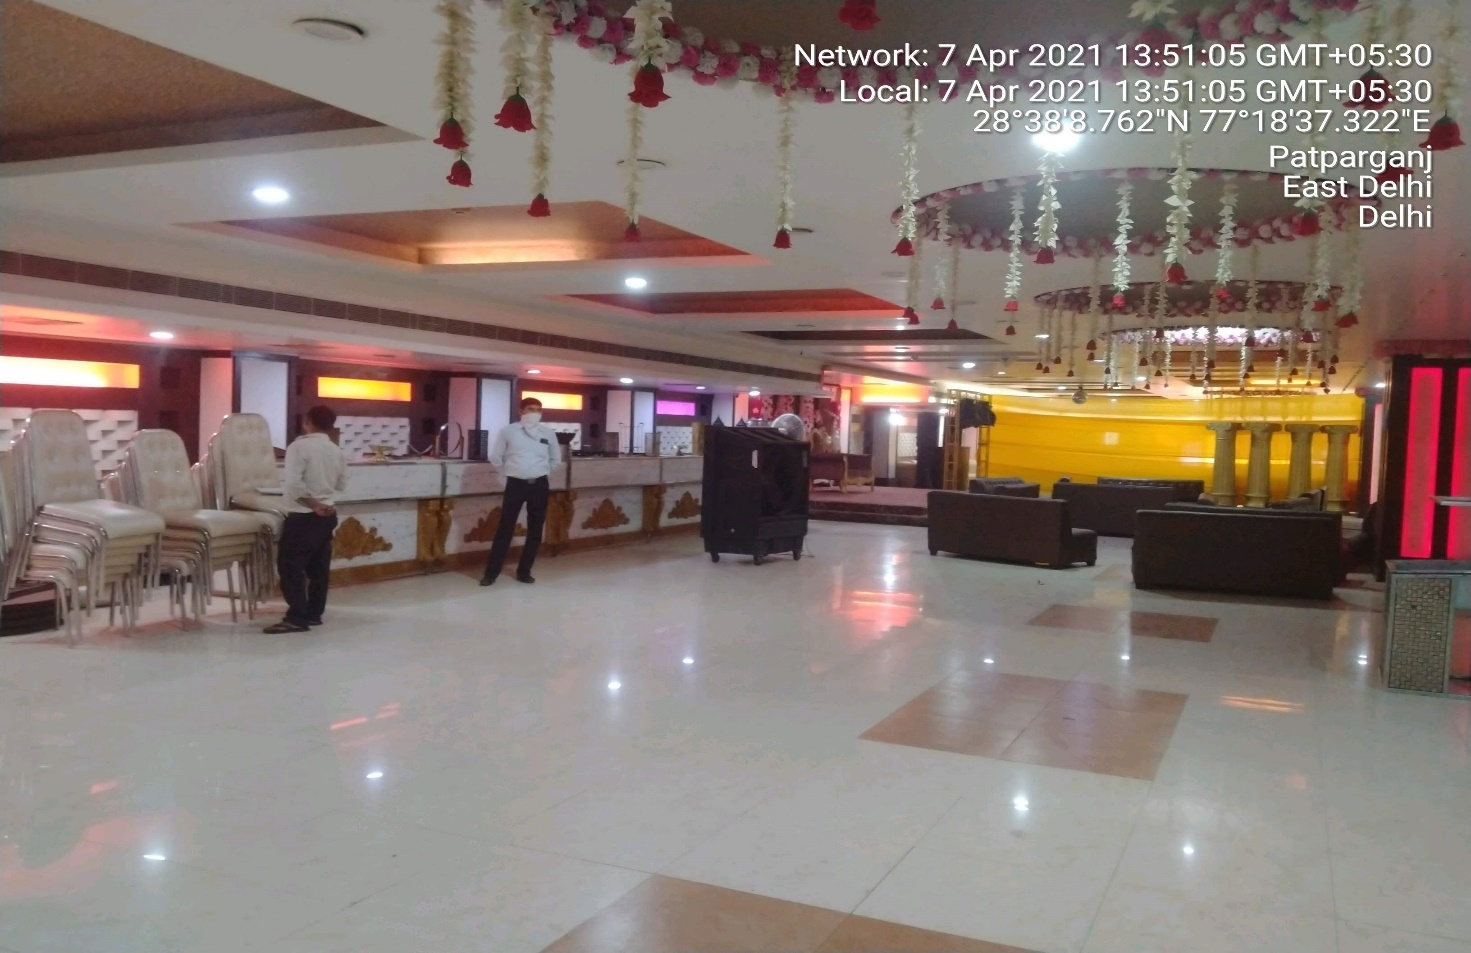 Network: 7 Apr 2021 13:51:05 GMT+05:30
Local: 7 Apr 2021 13:51:05 GMT+05:30
28°38'8.762"N 77°18'37.322"E
Patparganj
East Delhi
Delhi